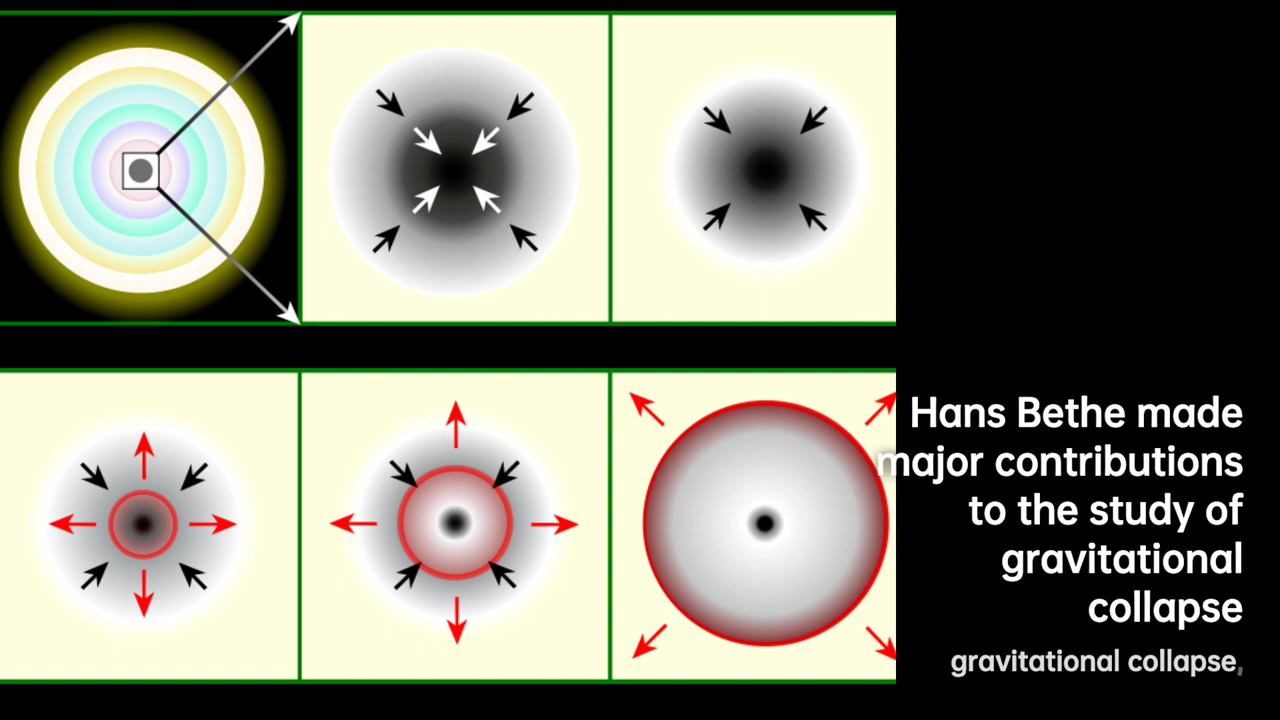 Hans Bethe made
major contributions
to the study of
gravitational
collapse
gravitational collapse,